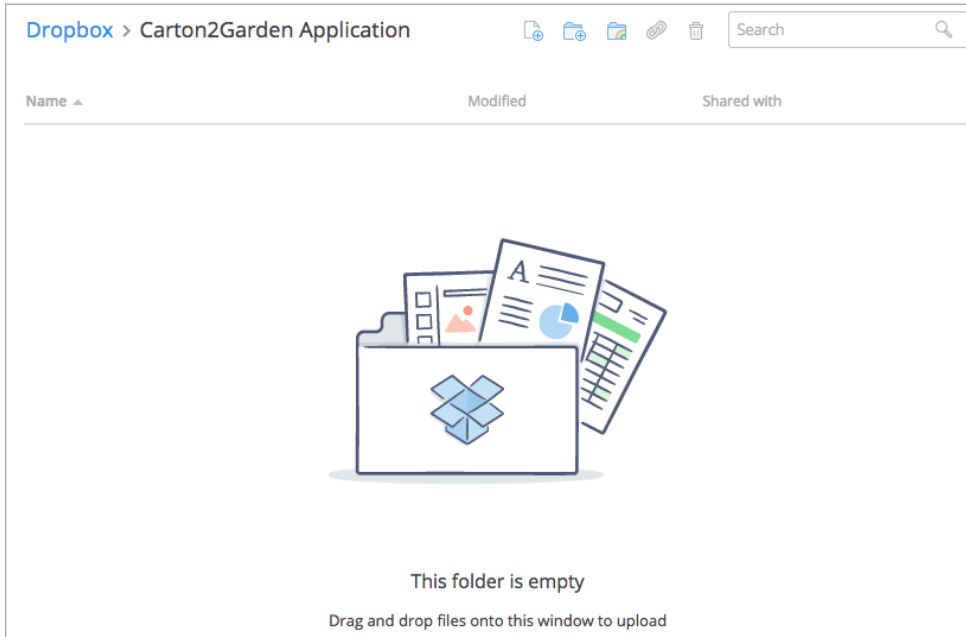 Dropbox > Carton2Garden Application
Search
Name Modified Shared with
A
This folder is empty
Drag and drop files onto this window to upload